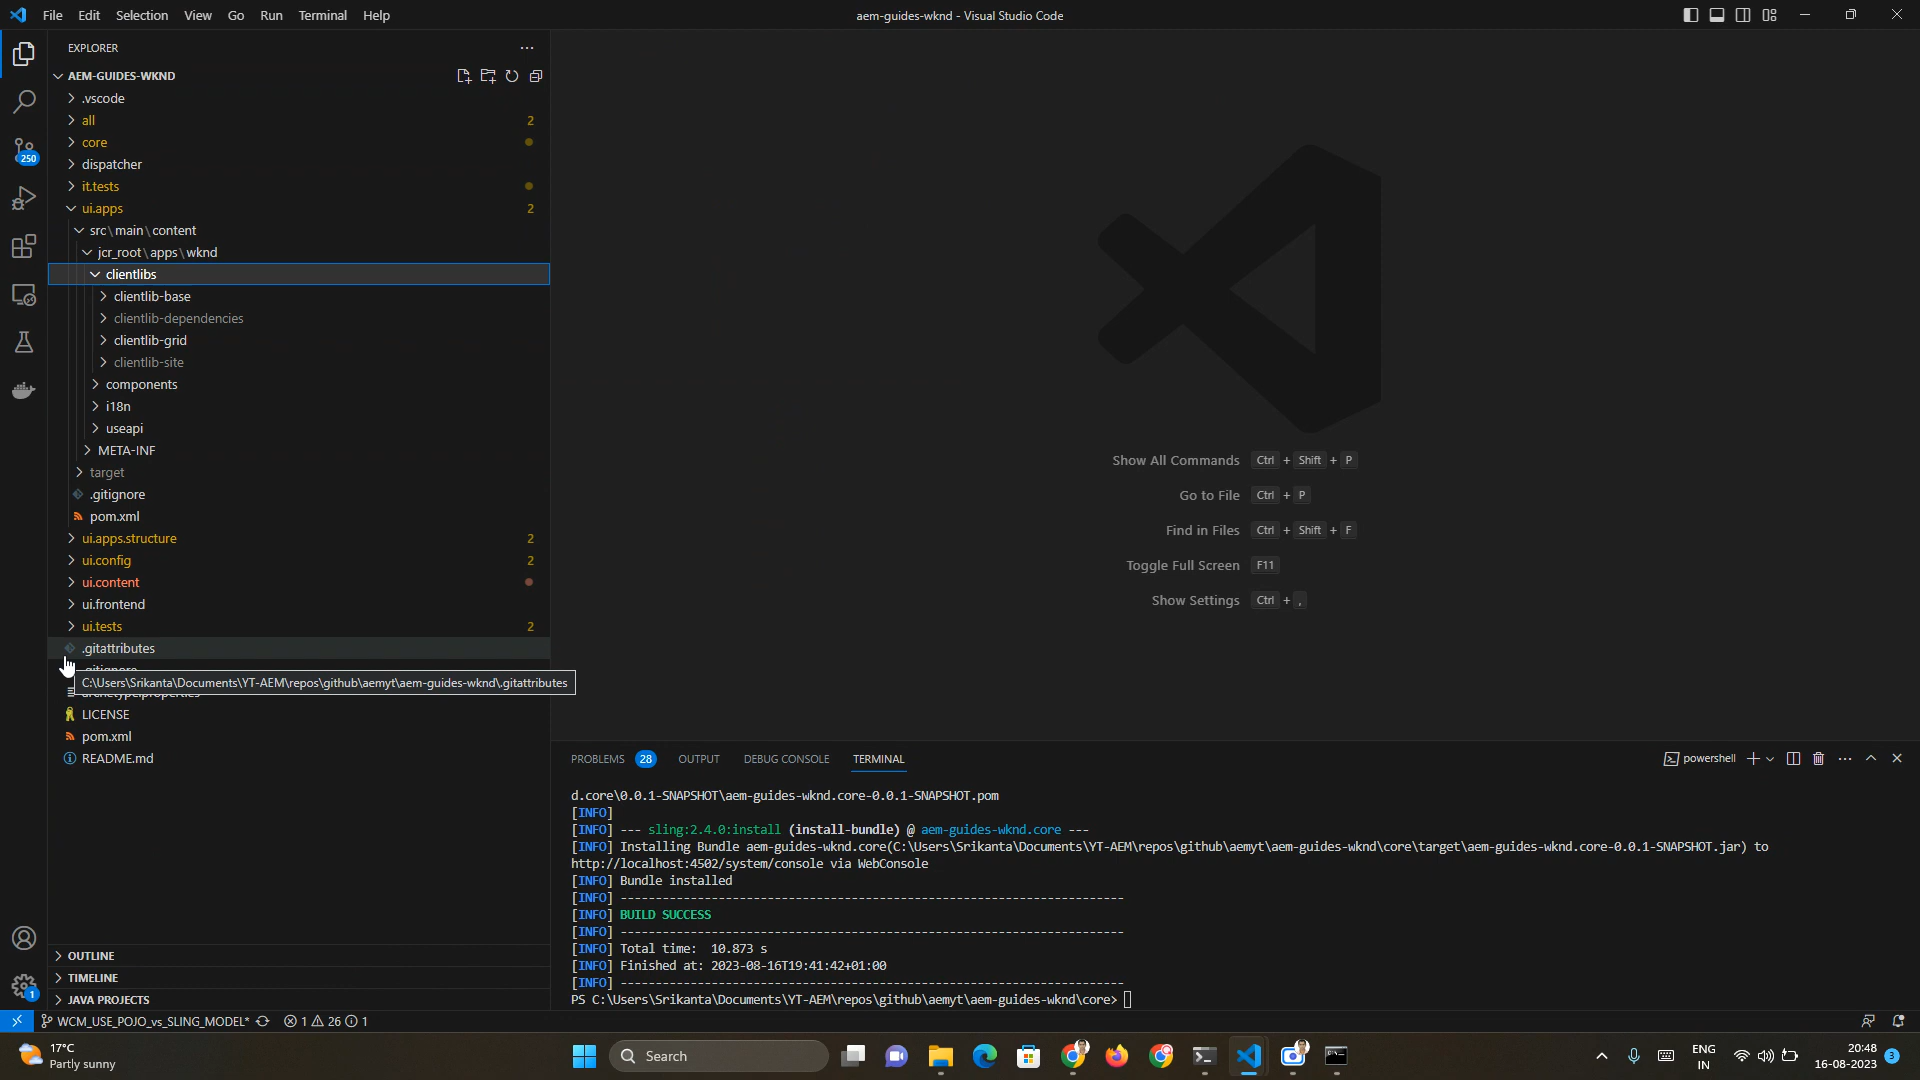 File Edit Selection View Go Run Terminal Help
aem-guides-wknd - Visual Studio Code
EXPLORER
AEM-GUIDES-WKND
.vscode
all 2
core
dispatcher
it.tests
ui.apps 2
src\main\content
jcr_root\apps\wknd
clientlibs
clientlib-base
clientlib-dependencies
clientlib-grid
clientlib-site
components
i18n
useapi
META-INF
target
.gitignore
pom.xml
ui.apps.structure 2
ui.config 2
ui.content
ui.frontend
ui.tests 2
.gitattributes
.gitignore
C:\Users\Srikanta\Documents\YT-AEM\repos\github\aemyt\aem-guides-wknd\.gitattributes
archetype.properties
LICENSE
pom.xml
README.md
OUTLINE
TIMELINE
JAVA PROJECTS
250
1
Show All Commands Ctrl + Shift + P
Go to File Ctrl + P
Find in Files Ctrl + Shift + F
Toggle Full Screen F11
Show Settings Ctrl + ,
PROBLEMS 28 OUTPUT DEBUG CONSOLE TERMINAL
powershell
d.core\0.0.1-SNAPSHOT\aem-guides-wknd.core-0.0.1-SNAPSHOT.pom
[INFO]
[INFO] --- sling:2.4.0:install (install-bundle) @ aem-guides-wknd.core ---
[INFO] Installing Bundle aem-guides-wknd.core(C:\Users\Srikanta\Documents\YT-AEM\repos\github\aemyt\aem-guides-wknd\core\target\aem-guides-wknd.core-0.0.1-SNAPSHOT.jar) to
http://localhost:4502/system/console via WebConsole
[INFO] Bundle installed
[INFO] ------------------------------------------------------------------------
[INFO] BUILD SUCCESS
[INFO] ------------------------------------------------------------------------
[INFO] Total time: 10.873 s
[INFO] Finished at: 2023-08-16T19:41:42+01:00
[INFO] ------------------------------------------------------------------------
PS C:\Users\Srikanta\Documents\YT-AEM\repos\github\aemyt\aem-guides-wknd\core>
WCM_USE_POJO_vs_SLING_MODEL* 1 26 1
17°C
Partly sunny
Search
ENG
IN
20:48
16-08-2023
3